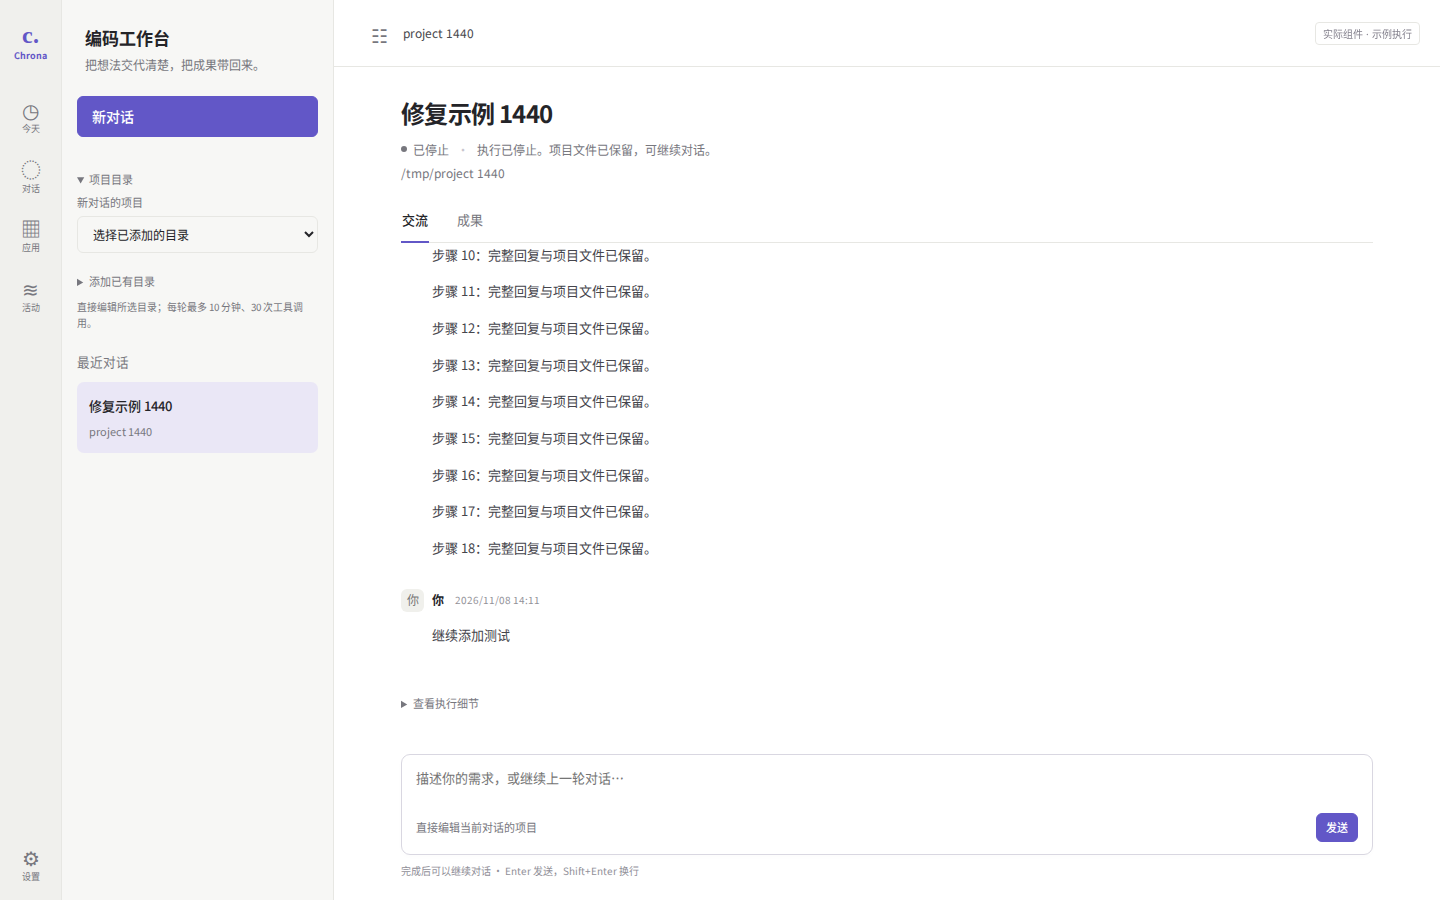 c.
Chrona
今天
对话
应用
活动
设置
编码工作台
把想法交代清楚，把成果带回来。
新对话
项目目录
新对话的项目
选择已添加的目录
添加已有目录
直接编辑所选目录；每轮最多 10 分钟、30 次工具调
用。
最近对话
修复示例 1440
project 1440
project 1440
实际组件 · 示例执行
修复示例 1440
已停止 · 执行已停止。项目文件已保留，可继续对话。
/tmp/project 1440
交流 成果
步骤 10：完整回复与项目文件已保留。
步骤 11：完整回复与项目文件已保留。
步骤 12：完整回复与项目文件已保留。
步骤 13：完整回复与项目文件已保留。
步骤 14：完整回复与项目文件已保留。
步骤 15：完整回复与项目文件已保留。
步骤 16：完整回复与项目文件已保留。
步骤 17：完整回复与项目文件已保留。
步骤 18：完整回复与项目文件已保留。
你 你 2026/11/08 14:11
继续添加测试
查看执行细节
描述你的需求，或继续上一轮对话…
直接编辑当前对话的项目
发送
完成后可以继续对话 · Enter 发送，Shift+Enter 换行